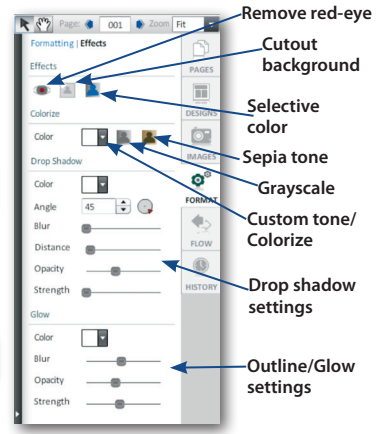 Page: 001 Zoom Fit
Formatting | Effects
Effects
Colorize
Color
Drop Shadow
Color
Angle 45
Blur
Distance
Opacity
Strength
Glow
Color
Blur
Opacity
Strength
PAGES
DESIGNS
IMAGES
FORMAT
FLOW
HISTORY
Remove red-eye
Cutout
background
Selective
color
Sepia tone
Grayscale
Custom tone/
Colorize
Drop shadow
settings
Outline/Glow
settings